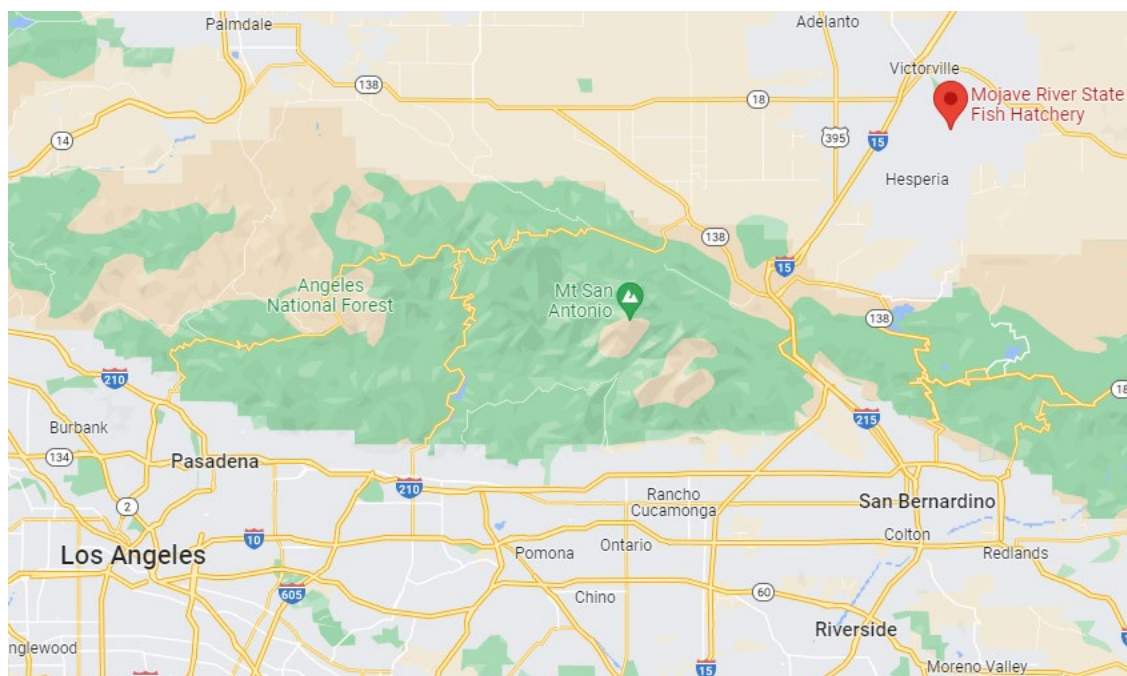 Palmdale
Adelanto
Victorville
Mojave River State
Fish Hatchery
138
18
14
395
15
Hesperia
138
15
Angeles
National Forest
Mt San
Antonio
138
210
18
Burbank
215
134
Pasadena
210
2
Rancho
Cucamonga
San Bernardino
Los Angeles
10
Pomona
Ontario
Colton
Redlands
605
Chino
60
Riverside
nglewood
15
Moreno Valley